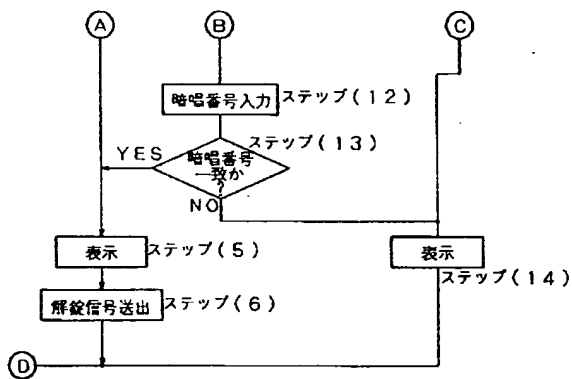 A
B
C
暗唱番号入力
ステップ(12)
ステップ(13)
YES
暗唱番号
一致か
?
NO
表示
ステップ(5)
表示
ステップ(14)
解錠信号送出
ステップ(6)
D